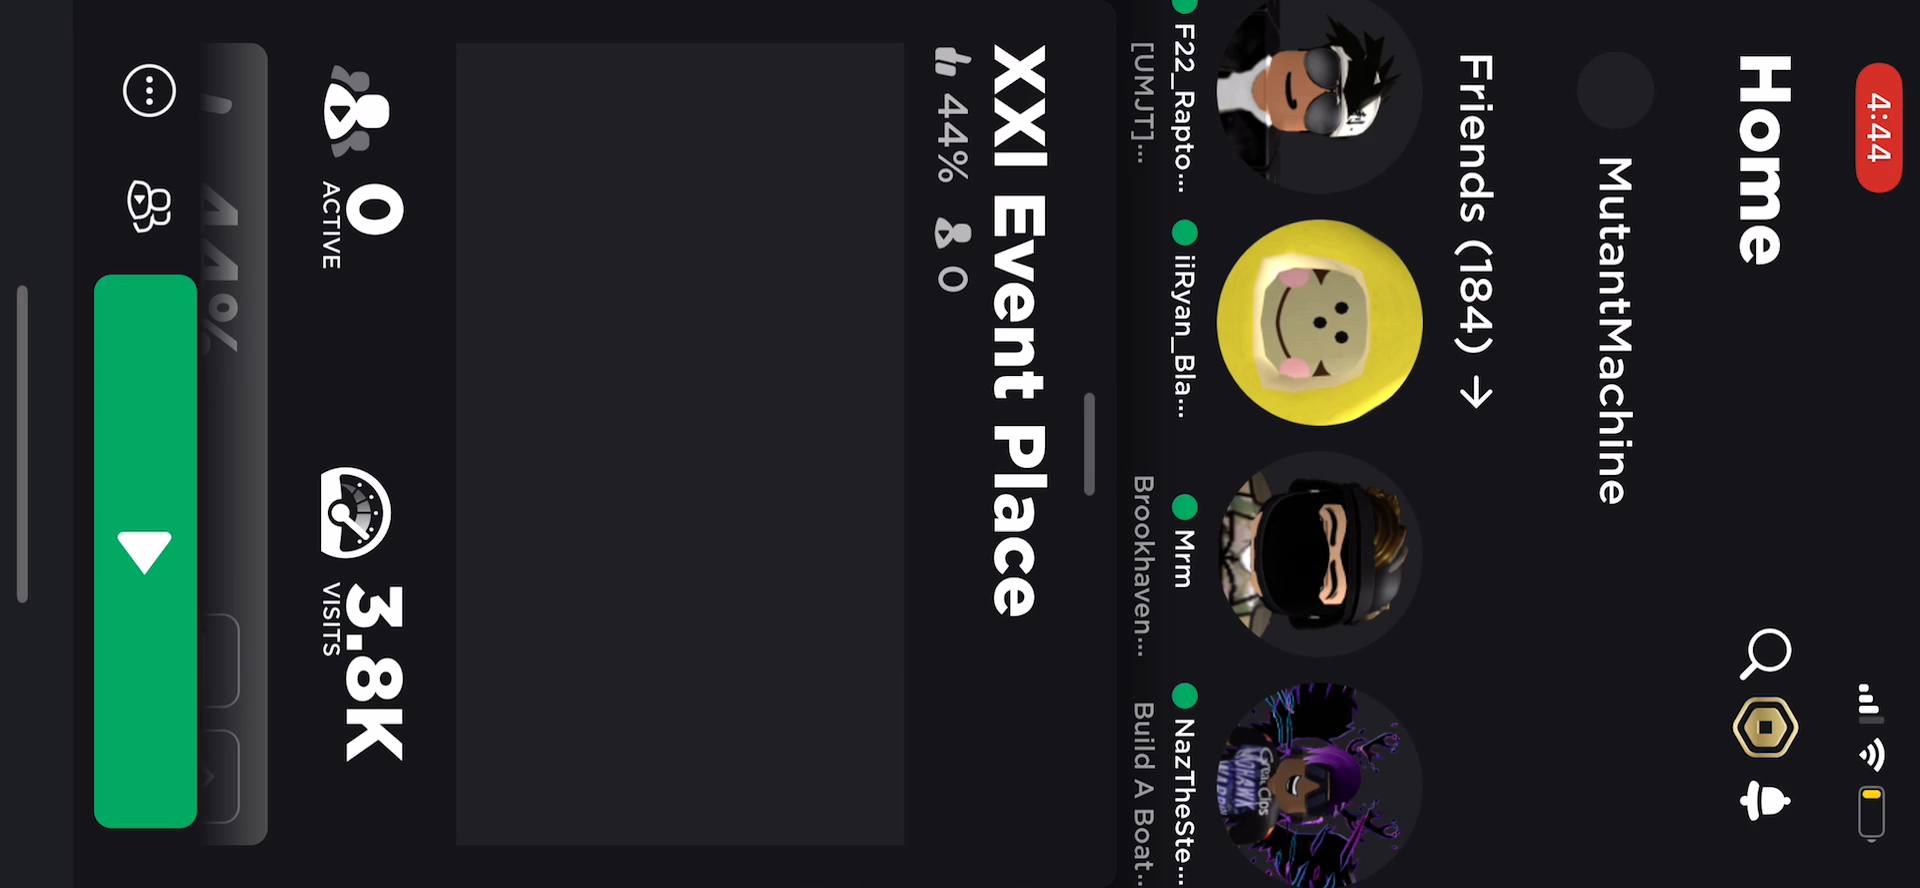 4:44
Home
MutantMachine
Friends (184) →
F22_Rapto...
[UMJT]...
iiRyan_Bla...
Mrm
Brookhaven...
NazTheSte...
Build A Boat...
XXI Event Place
44% 0
0
ACTIVE
3.8K
VISITS
44%